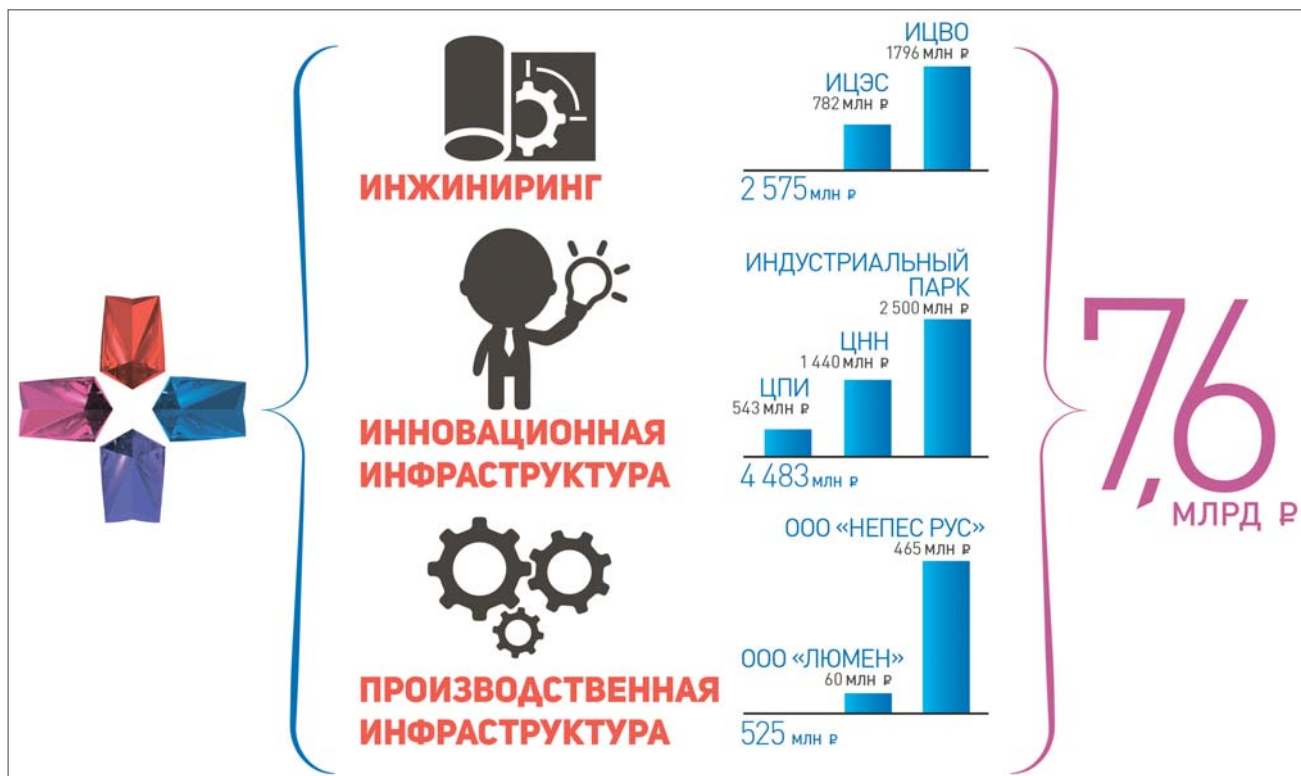 ИНЖИНИРИНГ
ИЦВО
1796 МЛН ₽
ИЦЭС
782 МЛН ₽
2 575 МЛН ₽
ИННОВАЦИОННАЯ
ИНФРАСТРУКТУРА
ИНДУСТРИАЛЬНЫЙ
ПАРК
2 500 МЛН ₽
ЦНН
1 440 МЛН ₽
ЦПИ
543 МЛН ₽
4 483 МЛН ₽
ПРОИЗВОДСТВЕННАЯ
ИНФРАСТРУКТУРА
ООО «НЕПЕС РУС»
465 МЛН ₽
ООО «ЛЮМЕН»
60 МЛН ₽
525 МЛН ₽
7,6
МЛРД ₽